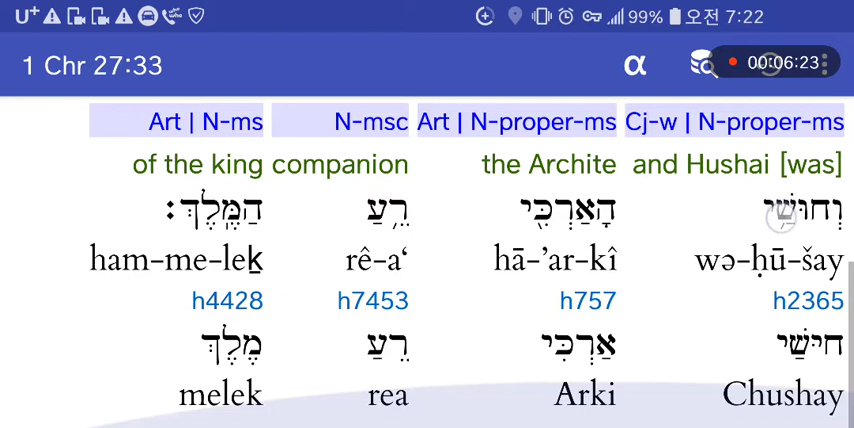 U+ 99% 오전 7:22
1 Chr 27:33 α 00:06:23
Art | N-ms N-msc Art | N-proper-ms Cj-w | N-proper-ms
of the king companion the Archite and Hushai [was]
וְחוּשַׁ֥י הָאַרְכִּ֖י רֵ֥עַ הַמֶּֽלֶךְ׃
ham-me-leḵ rê-a‘ hā-’ar-kî wə-ḥū-šay
h4428 h7453 h757 h2365
חיּשַׁי אַרְכִּי רֵעַ מֶלֶךְ
melek rea Arki Chushay